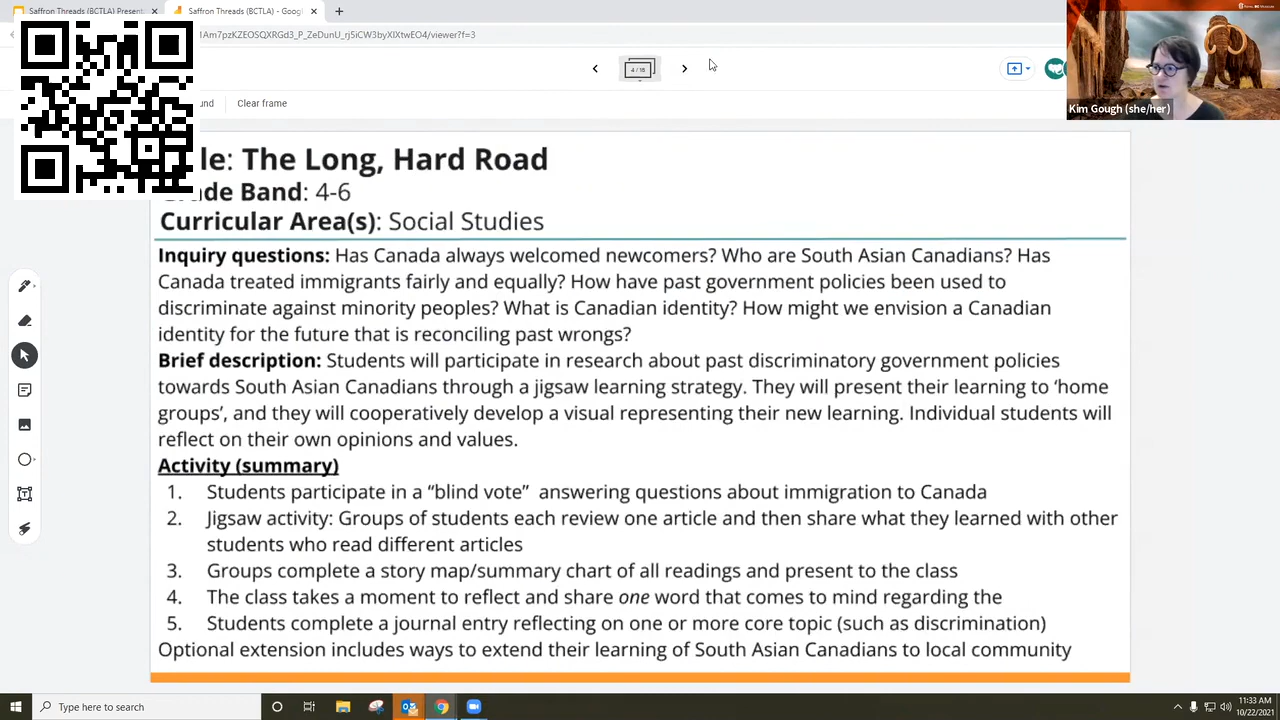 Saffron Threads (BCTLA) Present
Saffron Threads (BCTLA) - Goog
1Am7pzKZEOSQXRGd3_P_ZeDunU_rj5iCW3byXlXtwEO4/viewer?f=3
4 / 18
Clear frame
Kim Gough (she/her)
le: The Long, Hard Road
Grade Band: 4-6
Curricular Area(s): Social Studies
Inquiry questions: Has Canada always welcomed newcomers? Who are South Asian Canadians? Has
Canada treated immigrants fairly and equally? How have past government policies been used to
discriminate against minority peoples? What is Canadian identity? How might we envision a Canadian
identity for the future that is reconciling past wrongs?
Brief description: Students will participate in research about past discriminatory government policies
towards South Asian Canadians through a jigsaw learning strategy. They will present their learning to ‘home
groups’, and they will cooperatively develop a visual representing their new learning. Individual students will
reflect on their own opinions and values.
Activity (summary)
1. Students participate in a “blind vote” answering questions about immigration to Canada
2. Jigsaw activity: Groups of students each review one article and then share what they learned with other
students who read different articles
3. Groups complete a story map/summary chart of all readings and present to the class
4. The class takes a moment to reflect and share one word that comes to mind regarding the
5. Students complete a journal entry reflecting on one or more core topic (such as discrimination)
Optional extension includes ways to extend their learning of South Asian Canadians to local community
Type here to search
11:33 AM
10/22/2021